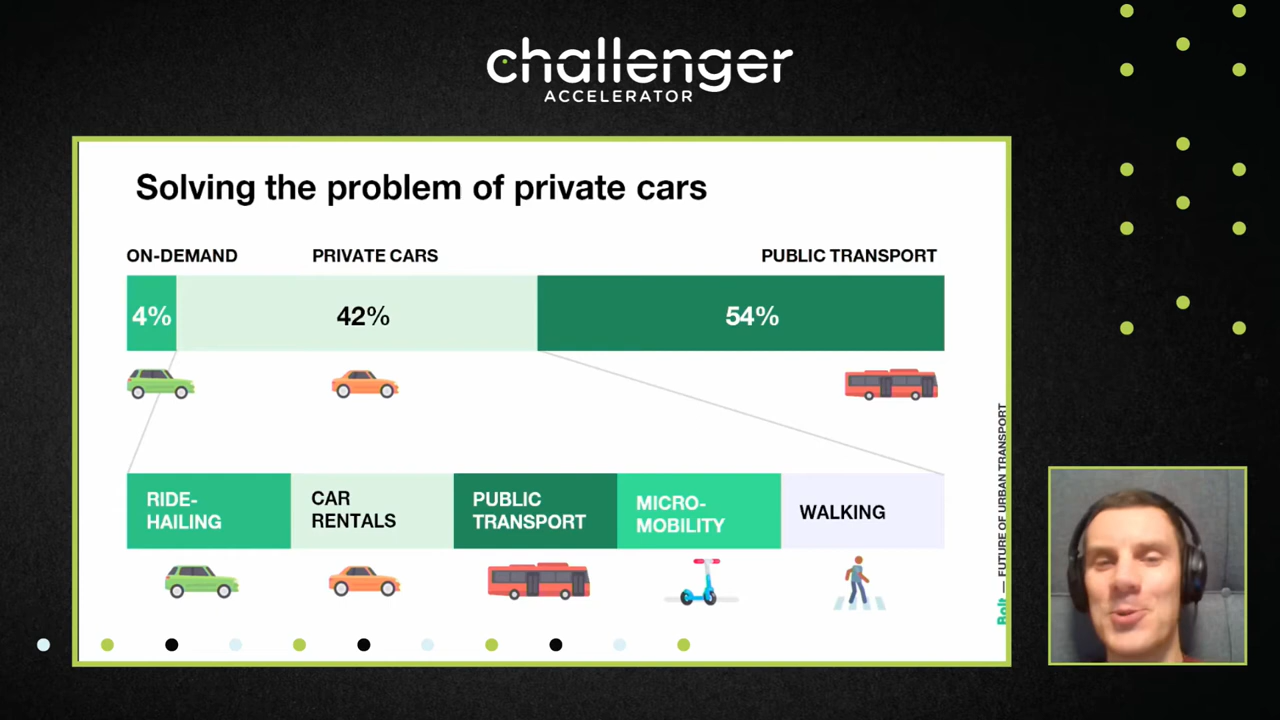 challenger
ACCELERATOR
Solving the problem of private cars
ON-DEMAND
PRIVATE CARS
PUBLIC TRANSPORT
4%
42%
54%
RIDE-
HAILING
CAR
RENTALS
PUBLIC
TRANSPORT
MICRO-
MOBILITY
WALKING
Bolt — FUTURE OF URBAN TRANSPORT